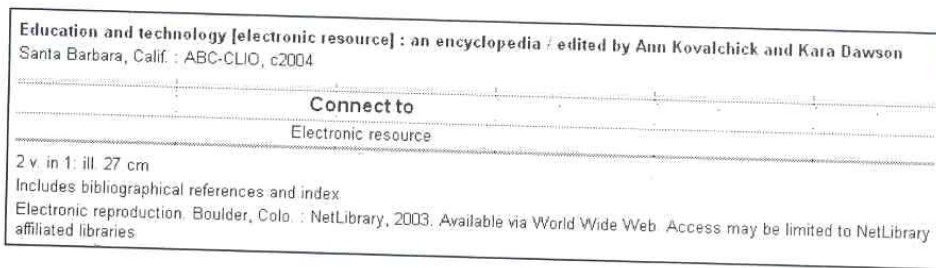 Education and technology [electronic resource] : an encyclopedia / edited by Ann Kovalchick and Kara Dawson
Santa Barbara, Calif. : ABC-CLIO, c2004
Connect to
Electronic resource
2 v. in 1: ill. 27 cm
Includes bibliographical references and index
Electronic reproduction. Boulder, Colo. : NetLibrary, 2003. Available via World Wide Web. Access may be limited to NetLibrary
affiliated libraries